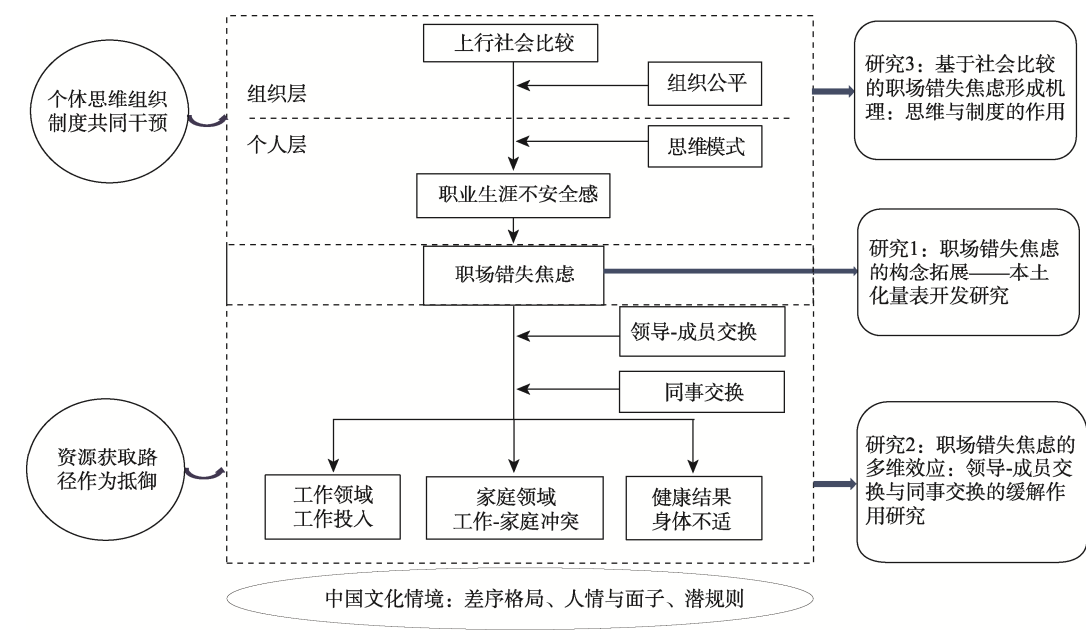 上行社会比较
组织公平
组织层
个人层
思维模式
职业生涯不安全感
职场错失焦虑
领导-成员交换
同事交换
工作领域
工作投入
家庭领域
工作-家庭冲突
健康结果
身体不适
个休思维组织
制度共同干预
资源获取路
径作为抵御
研究3：基于社会比较
的职场错失焦虑形成机
理：思维与制度的作用
研究1：职场错失焦虑
的构念拓展——本土
化量表开发研究
研究2：职场错失焦虑的
多维效应：领导-成员交
换与同事交换的缓解作
用研究
中国文化情境：差序格局、人情与面子、潜规则